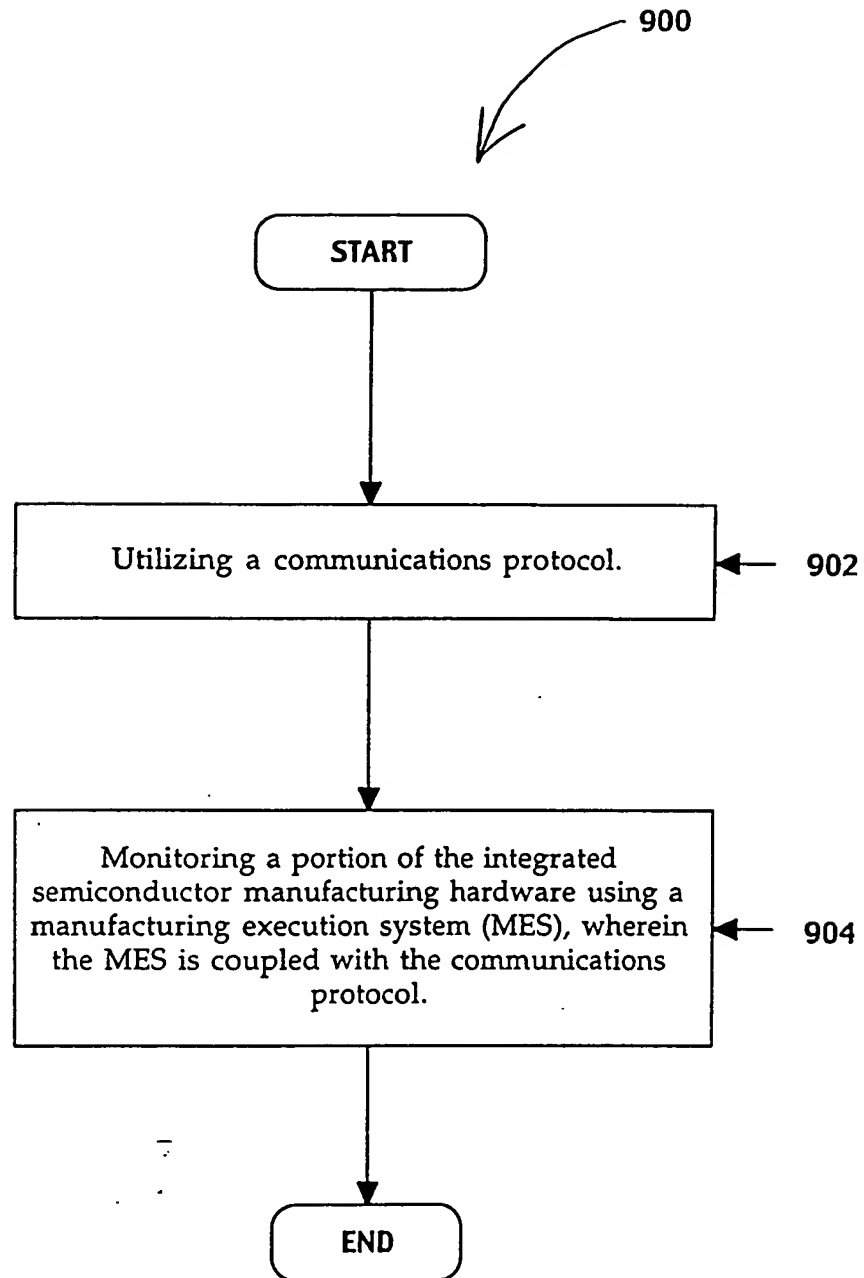 900
START
Utilizing a communications protocol.
902
Monitoring a portion of the integrated
semiconductor manufacturing hardware using a
manufacturing execution system (MES), wherein
the MES is coupled with the communications
protocol.
904
END